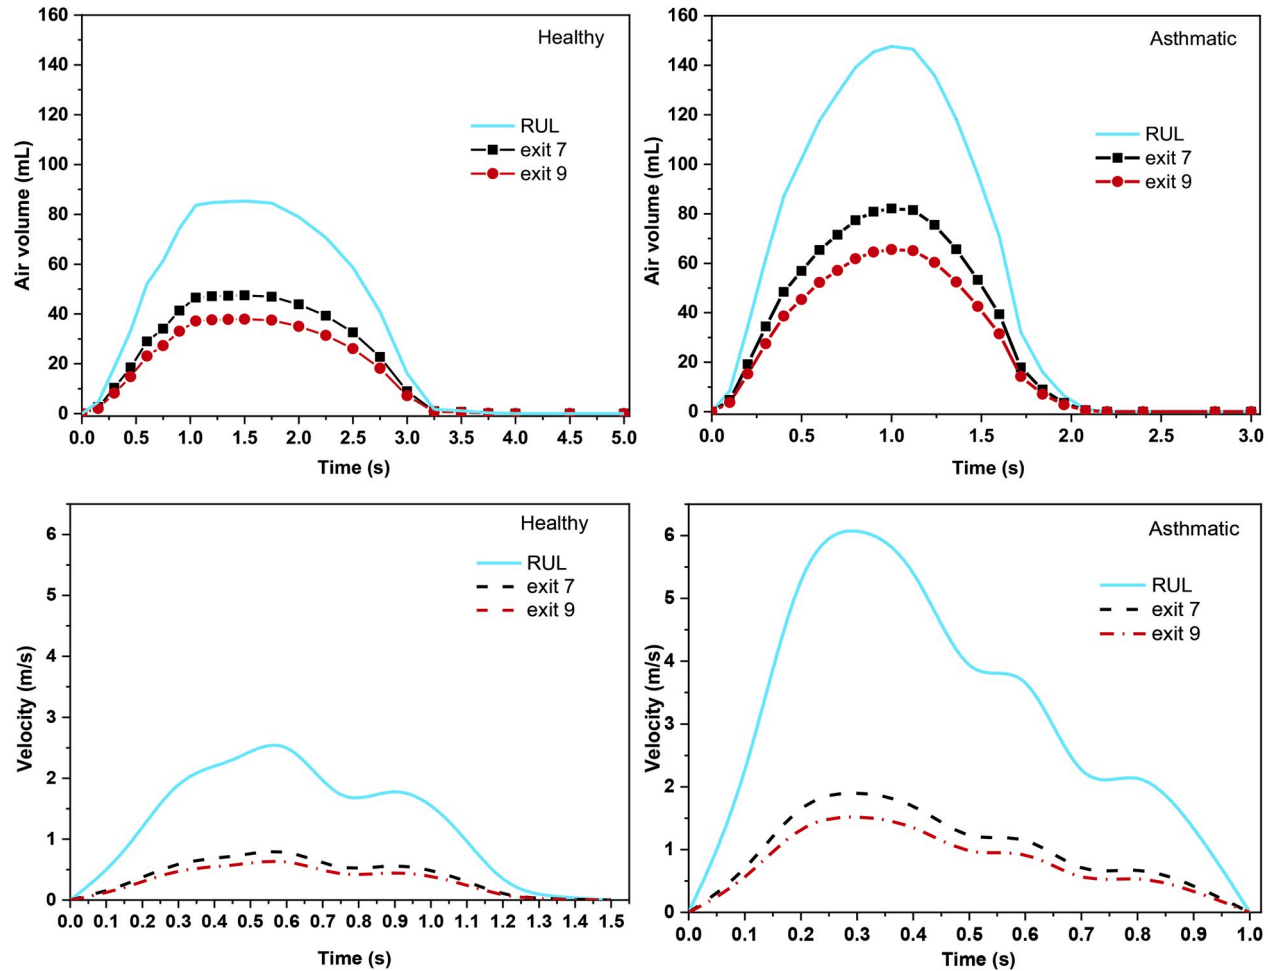 Healthy
RUL
exit 7
exit 9
Air volume (mL)
160
140
120
100
80
60
40
20
0
0.0 0.5 1.0 1.5 2.0 2.5 3.0 3.5 4.0 4.5 5.0
Time (s)
Asthmatic
RUL
exit 7
exit 9
Air volume (mL)
160
140
120
100
80
60
40
20
0
0.0 0.5 1.0 1.5 2.0 2.5 3.0
Time (s)
Healthy
RUL
exit 7
exit 9
Velocity (m/s)
6
5
4
3
2
1
0
0.0 0.1 0.2 0.3 0.4 0.5 0.6 0.7 0.8 0.9 1.0 1.1 1.2 1.3 1.4 1.5
Time (s)
Asthmatic
RUL
exit 7
exit 9
Velocity (m/s)
6
5
4
3
2
1
0
0.0 0.1 0.2 0.3 0.4 0.5 0.6 0.7 0.8 0.9 1.0
Time (s)